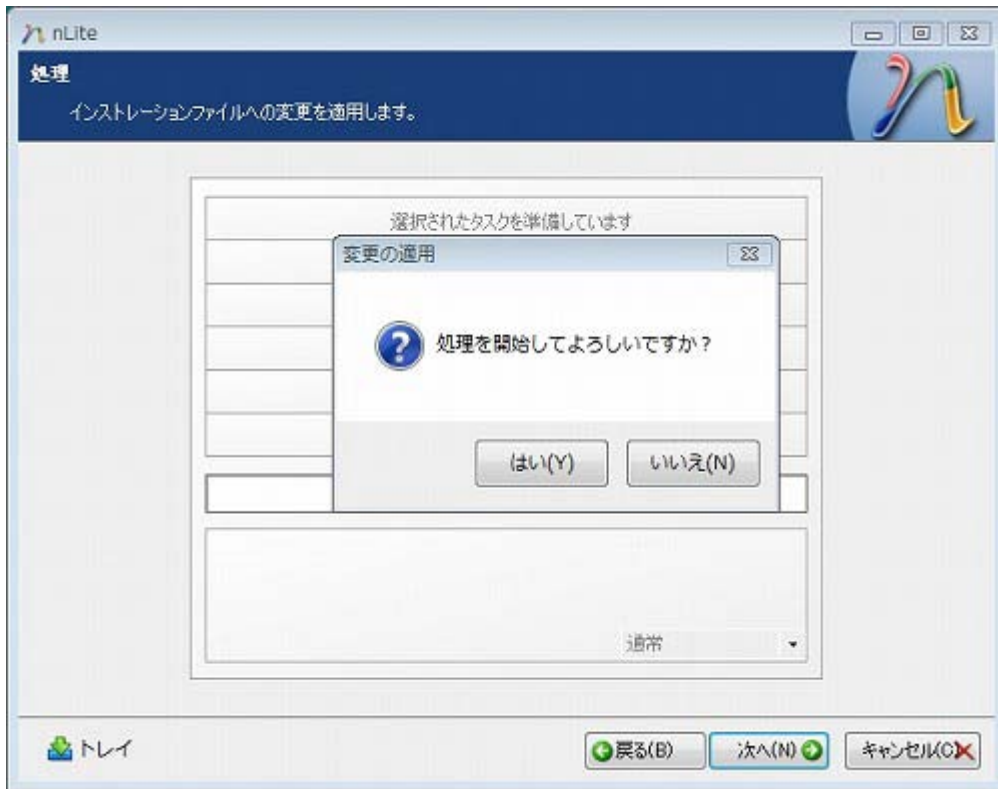 nLite
処理
インストレーションファイルへの変更を適用します。
選択されたタスクを準備しています
変更の適用
処理を開始してよろしいですか？
はい(Y)
いいえ(N)
通常
トレイ
戻る(B)
次へ(N)
キャンセル(C)